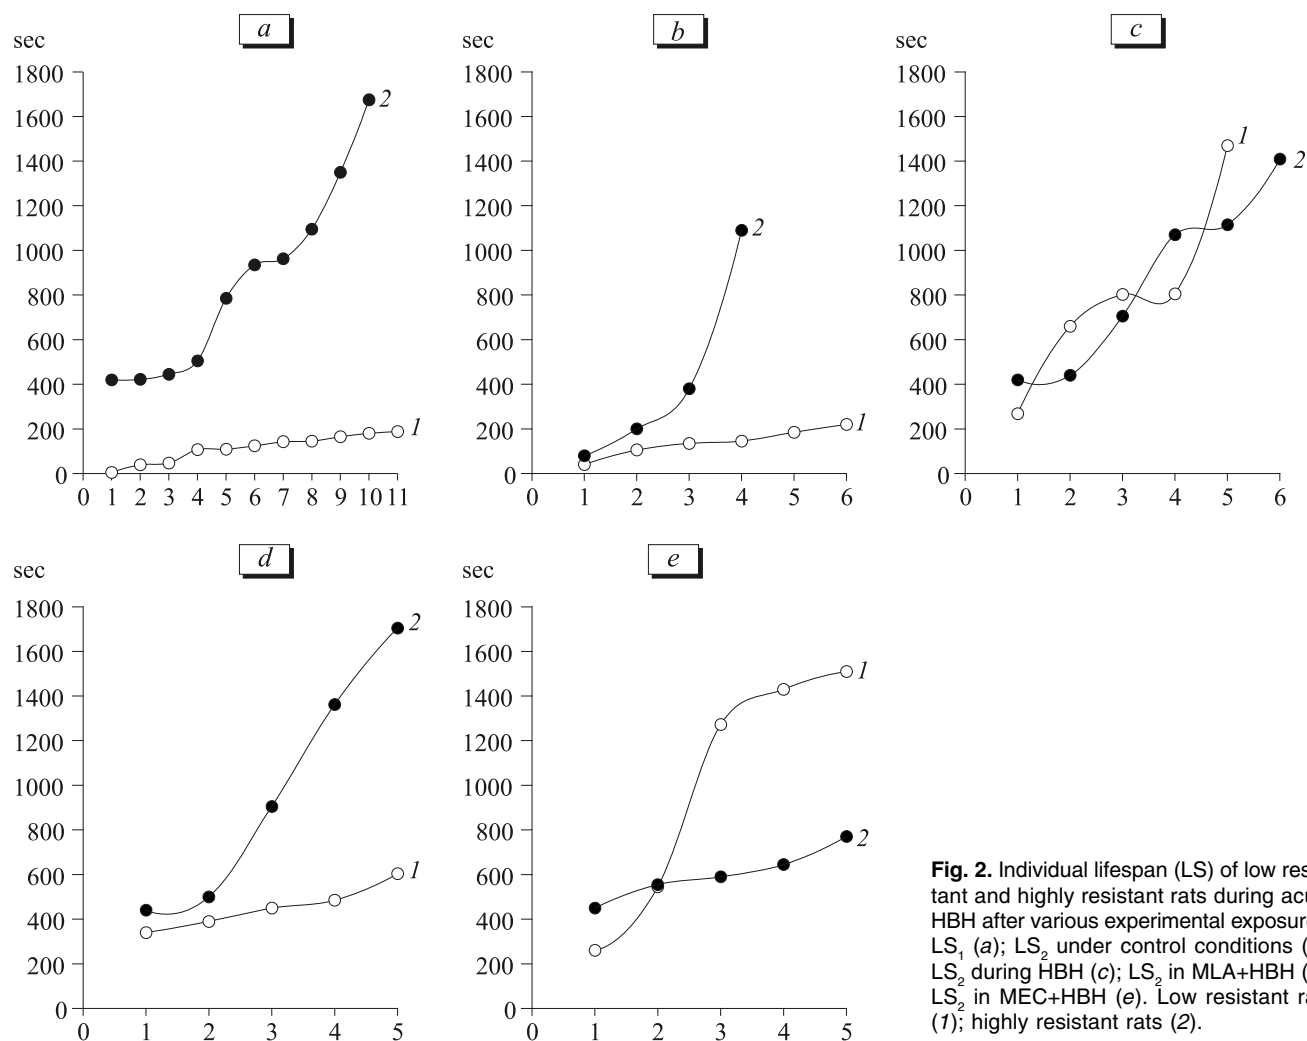 a
sec
1800
1600
1400
1200
1000
800
600
400
200
0
2
1
0 1 2 3 4 5 6 7 8 9 10 11
b
sec
1800
1600
1400
1200
1000
800
600
400
200
0
2
1
0 1 2 3 4 5 6
c
sec
1800
1600
1400
1200
1000
800
600
400
200
0
1
2
0 1 2 3 4 5 6
d
sec
1800
1600
1400
1200
1000
800
600
400
200
0
2
1
0 1 2 3 4 5
e
sec
1800
1600
1400
1200
1000
800
600
400
200
0
1
2
0 1 2 3 4 5
Fig. 2. Individual lifespan (LS) of low res
tant and highly resistant rats during acu
HBH after various experimental exposur
LS₁ (a); LS₂ under control conditions (
LS₂ during HBH (c); LS₂ in MLA+HBH (
LS₂ in MEC+HBH (e). Low resistant ra
(1); highly resistant rats (2).